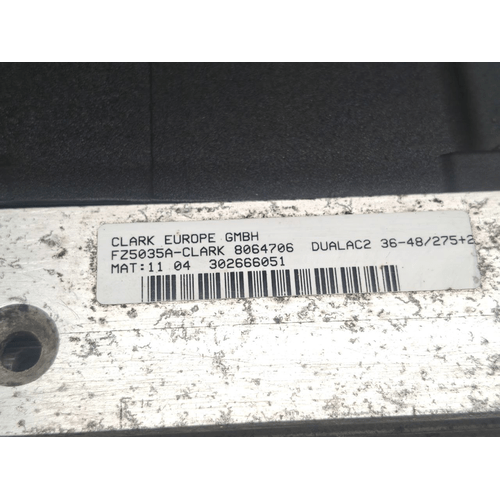 CLARK EUROPE GMBH
FZ5035A-CLARK 8064706 DUALAC2 36-48/275+2
MAT:11 04 302666051